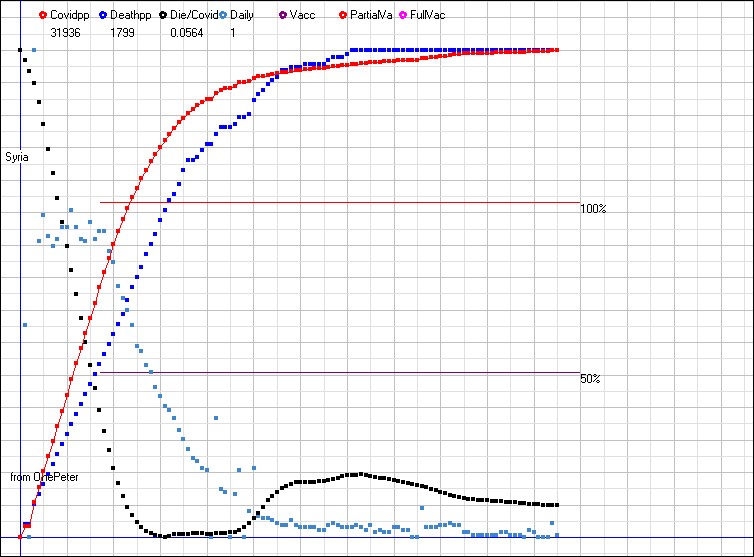 Covidpp Deathpp Die/Covid Daily Vacc PartialVa FullVac
31936 1799 0.0564 1
Syria
100%
50%
from OnePeter